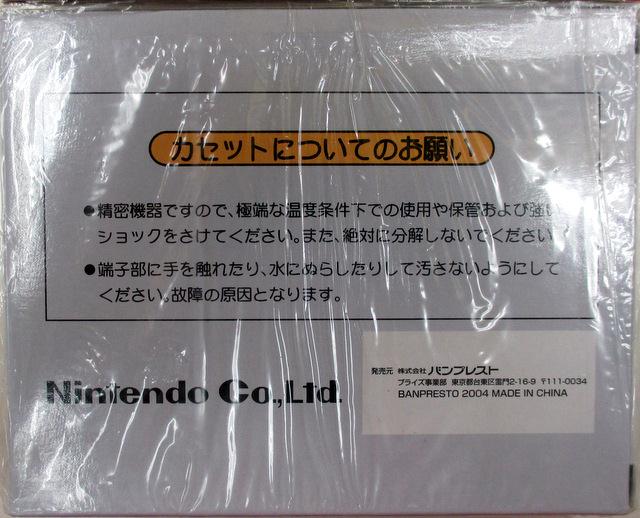 カセットについてのお願い
●精密機器ですので、極端な温度条件下での使用や保管および強い
ショックをさけてください。また、絶対に分解しないでください
●端子部に手を触れたり、水にぬらしたりして汚さないようにして
ください。故障の原因となります。
Nintendo Co.,Ltd.
発売元 株式会社 バンプレスト
プライズ事業部 東京都台東区雷門2-16-9 〒111-0034
BANPRESTO 2004 MADE IN CHINA